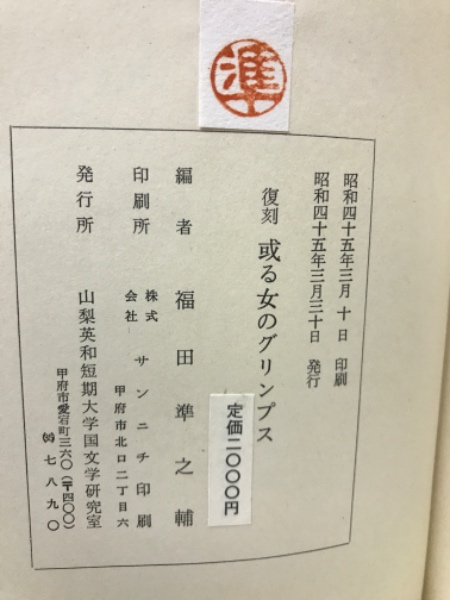 準
昭和四十五年三月 十 日 印刷
昭和四十五年三月三十日 発行
復刻 或る女のグリンプス
定価二〇〇〇円
編者 福田準之輔
印刷所 株式会社 サンニチ印刷
甲府市北口二丁目六
発行所 山梨英和短期大学国文学研究室
甲府市愛宕町三六〇(〒四〇〇)
七八九〇